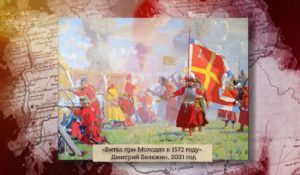 «Битва при Молодях в 1572 году»
Дмитрий Белюкин, 2021 год